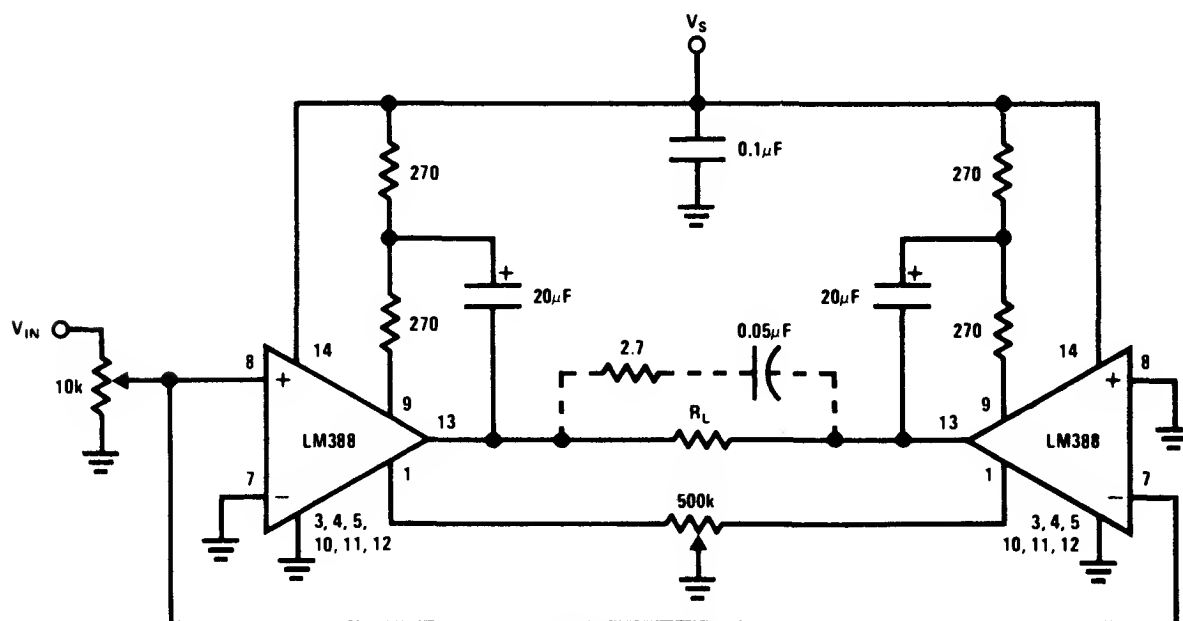 V_S
0.1µF
270
270
20µF
20µF
270
270
V_IN
10k
8
+
14
9
LM388
13
7
−
1
3, 4, 5,
10, 11, 12
2.7
0.05µF
R_L
500k
+
+
14
8
+
9
13
LM388
1
7
−
3, 4, 5
10, 11, 12